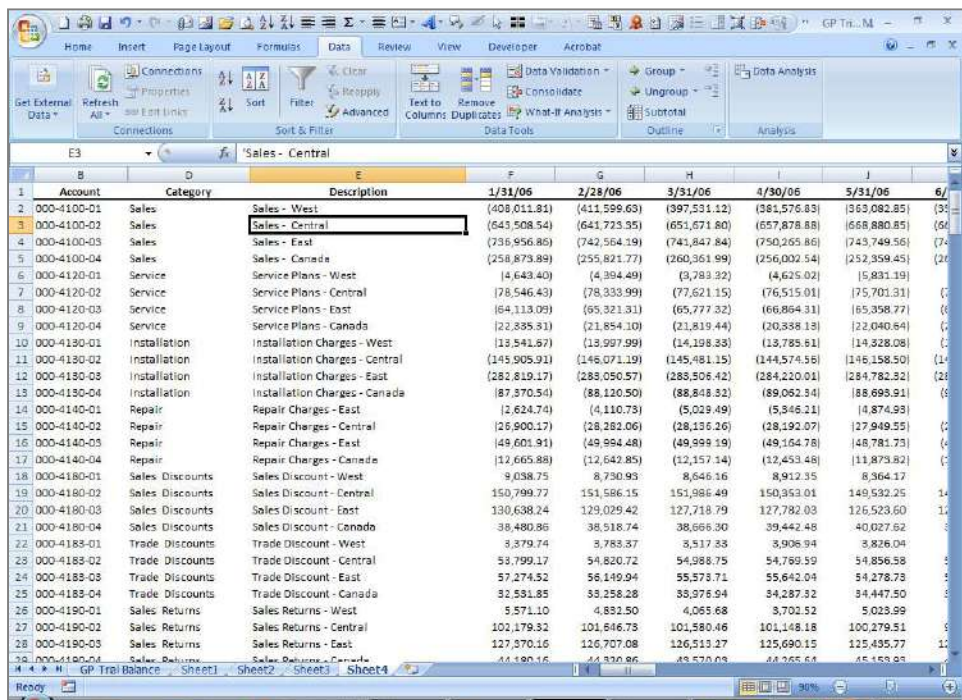 GP Tri...
Home Insert Page Layout Formulas Data Review View Developer Acrobat
Get External Data
Refresh All
Connections
Properties
Edit Links
Connections
Sort
Filter
Clear
Reapply
Advanced
Sort & Filter
Text to Columns
Remove Duplicates
Data Validation
Consolidate
What-If Analysis
Data Tools
Group
Ungroup
Subtotal
Outline
Data Analysis
Analysis
E3 fx 'Sales - Central
B D E F G H I J
1 Account Category Description 1/31/06 2/28/06 3/31/06 4/30/06 5/31/06 6/
2 000-4100-01 Sales Sales - West (408,011.81) (411,599.63) (397,531.12) (381,576.83) (363,082.85)
3 000-4100-02 Sales Sales - Central (643,508.54) (641,723.35) (651,671.80) (657,878.88) (668,880.85)
4 000-4100-03 Sales Sales - East (736,956.86) (742,564.19) (741,847.84) (750,265.86) (743,749.56)
5 000-4100-04 Sales Sales - Canada (258,873.89) (255,821.77) (260,361.99) (256,002.54) (252,359.45)
6 000-4120-01 Service Service Plans - West (4,643.40) (4,394.49) (3,783.32) (4,625.02) (5,831.19)
7 000-4120-02 Service Service Plans - Central (78,546.43) (78,333.99) (77,621.15) (76,515.01) (75,701.31)
8 000-4120-03 Service Service Plans - East (64,113.09) (65,321.31) (65,777.32) (66,864.31) (65,358.77)
9 000-4120-04 Service Service Plans - Canada (22,335.31) (21,854.10) (21,819.44) (20,338.13) (22,040.64)
10 000-4130-01 Installation Installation Charges - West (13,541.67) (13,997.99) (14,198.33) (13,785.61) (14,328.08)
11 000-4130-02 Installation Installation Charges - Central (145,905.91) (146,071.19) (145,481.15) (144,574.56) (146,158.50)
12 000-4130-03 Installation Installation Charges - East (282,819.17) (283,050.57) (283,506.42) (284,220.01) (284,782.32)
13 000-4130-04 Installation Installation Charges - Canada (87,370.54) (88,120.50) (88,848.32) (89,062.34) (88,695.91)
14 000-4140-01 Repair Repair Charges - East (2,624.74) (4,110.73) (5,029.49) (5,346.21) (4,874.93)
15 000-4140-02 Repair Repair Charges - Central (26,900.17) (28,282.06) (28,136.26) (28,192.07) (27,949.55)
16 000-4140-03 Repair Repair Charges - East (49,601.91) (49,994.48) (49,999.19) (49,164.78) (48,781.73)
17 000-4140-04 Repair Repair Charges - Canada (12,665.88) (12,642.85) (12,157.14) (12,453.48) (11,873.82)
18 000-4180-01 Sales Discounts Sales Discount - West 9,038.75 8,730.93 8,646.16 8,912.35 8,364.17
19 000-4180-02 Sales Discounts Sales Discount - Central 150,799.77 151,586.15 151,986.49 150,353.01 149,532.25
20 000-4180-03 Sales Discounts Sales Discount - East 130,638.24 129,029.42 127,718.79 127,782.03 126,523.60
21 000-4180-04 Sales Discounts Sales Discount - Canada 38,480.86 38,518.74 38,666.30 39,442.48 40,027.62
22 000-4183-01 Trade Discounts Trade Discount - West 3,379.74 3,783.37 3,517.33 3,906.94 3,826.04
23 000-4183-02 Trade Discounts Trade Discount - Central 53,799.17 54,820.72 54,988.75 54,769.59 54,856.58
24 000-4183-03 Trade Discounts Trade Discount - East 57,274.52 56,149.94 55,573.71 55,642.04 54,278.73
25 000-4183-04 Trade Discounts Trade Discount - Canada 32,531.85 33,258.28 33,976.94 34,287.32 34,447.50
26 000-4190-01 Sales Returns Sales Returns - West 5,571.10 4,832.50 4,065.68 3,702.52 5,023.99
27 000-4190-02 Sales Returns Sales Returns - Central 102,179.32 101,646.73 101,580.46 101,148.18 100,279.51
28 000-4190-03 Sales Returns Sales Returns - East 127,370.16 126,707.08 126,513.27 125,690.15 125,435.77
29 000-4190-04 Sales Returns Sales Returns - Canada
GP Trail Balance Sheet1 Sheet2 Sheet3 Sheet4
Ready 90%